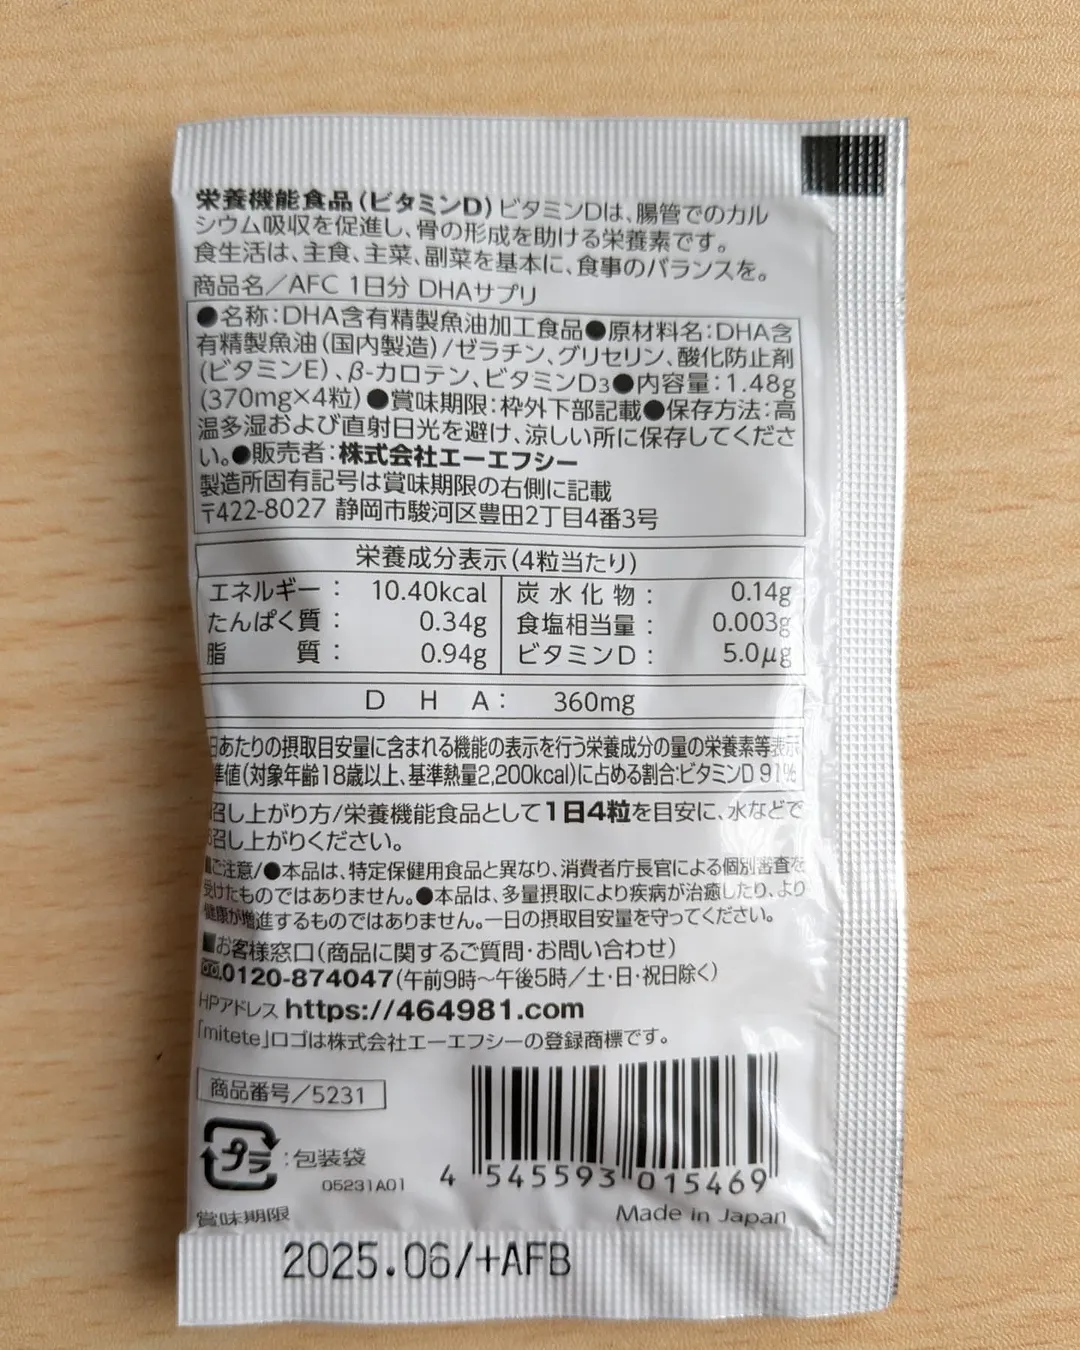 栄養機能食品(ビタミンD) ビタミンDは、腸管でのカル
シウム吸収を促進し、骨の形成を助ける栄養素です。
食生活は、主食、主菜、副菜を基本に、食事のバランスを。
商品名／AFC 1日分 DHAサプリ
●名称：DHA含有精製魚油加工食品●原材料名：DHA含
有精製魚油(国内製造)/ゼラチン、グリセリン、酸化防止剤
(ビタミンE)、β-カロテン、ビタミンD3●内容量：1.48g
(370mg×4粒)●賞味期限：枠外下部記載●保存方法：高
温多湿および直射日光を避け、涼しい所に保存してくださ
い。●販売者：株式会社エーエフシー
製造所固有記号は賞味期限の右側に記載
〒422-8027 静岡市駿河区豊田2丁目4番3号
栄養成分表示(4粒当たり)
エネルギー： 10.40kcal 炭水化物： 0.14g
たんぱく質： 0.34g 食塩相当量： 0.003g
脂質： 0.94g ビタミンD： 5.0μg
DHA： 360mg
日あたりの摂取目安量に含まれる機能の表示を行う栄養成分の量の栄養素等表示
準値(対象年齢18歳以上、基準熱量2,200kcal)に占める割合：ビタミンD 91%
召し上がり方/栄養機能食品として1日4粒を目安に、水などで
召し上がりください。
■ご注意/●本品は、特定保健用食品と異なり、消費者庁長官による個別審査を
受けたものではありません。●本品は、多量摂取により疾病が治癒したり、より
健康が増進するものではありません。一日の摂取目安量を守ってください。
■お客様窓口(商品に関するご質問・お問い合わせ)
0120-874047(午前9時～午後5時／土・日・祝日除く)
HPアドレス https://464981.com
「mitete」ロゴは株式会社エーエフシーの登録商標です。
商品番号／5231
プラ：包装袋
05231A01
4 545593 015469
賞味期限
Made in Japan
2025.06/+AFB